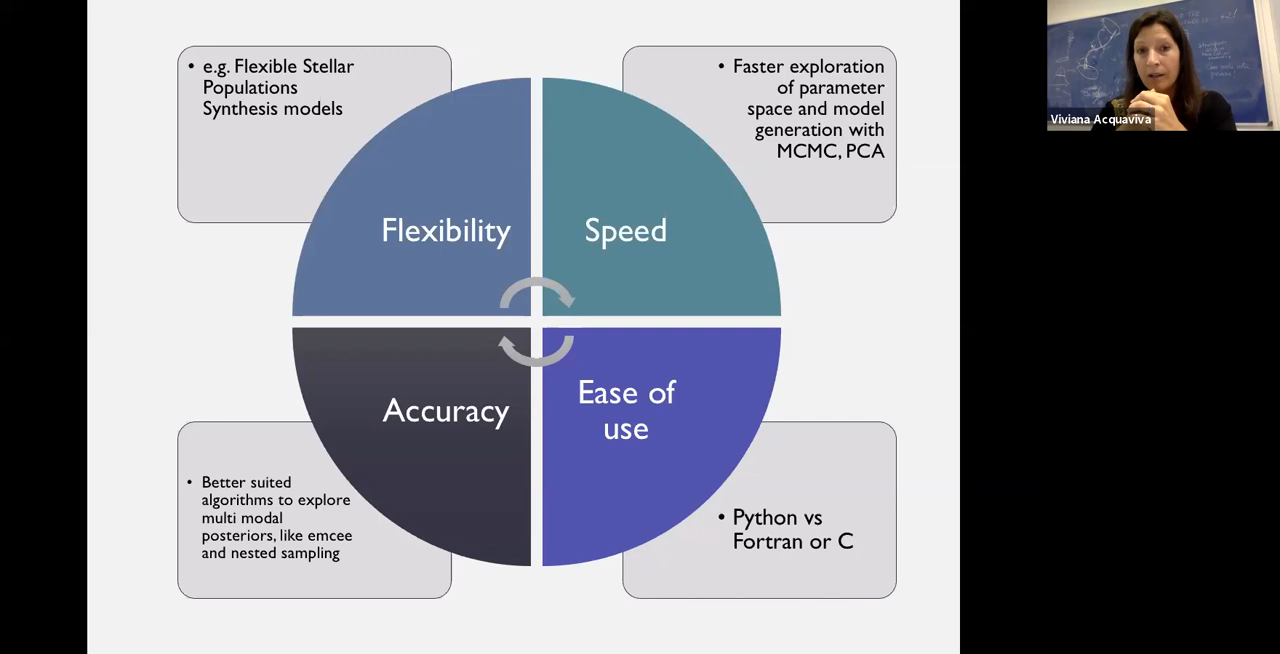 • e.g. Flexible Stellar
Populations
Synthesis models
• Faster exploration
of parameter
space and model
generation with
MCMC, PCA
Flexibility
Speed
Accuracy
Ease of
use
• Better suited
algorithms to explore
multi modal
posteriors, like emcee
and nested sampling
• Python vs
Fortran or C
Viviana Acquaviva